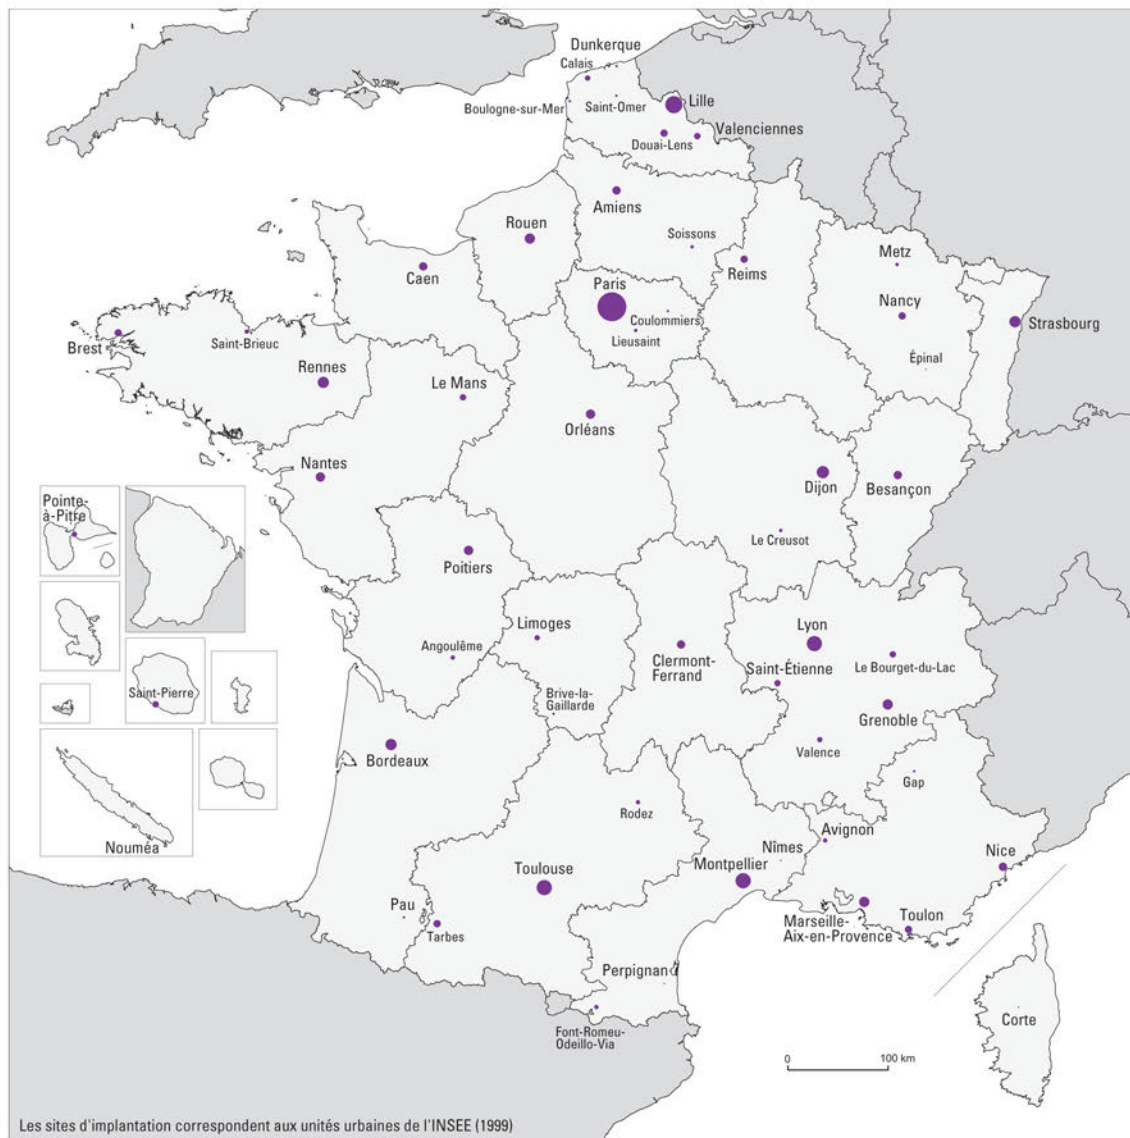 Dunkerque
Calais
Boulogne-sur-Mer
Saint-Omer
Lille
Valenciennes
Douai-Lens
Amiens
Rouen
Soissons
Caen
Reims
Metz
Paris
Nancy
Coulommiers
Strasbourg
Lieusaint
Brest
Saint-Brieuc
Épinal
Rennes
Le Mans
Orléans
Nantes
Dijon
Besançon
Pointe-
à-Pitre
Le Creusot
Poitiers
Limoges
Lyon
Angoulême
Clermont-
Ferrand
Saint-Étienne
Le Bourget-du-Lac
Saint-Pierre
Brive-la-
Gaillarde
Grenoble
Bordeaux
Valence
Gap
Rodez
Avignon
Nouméa
Nîmes
Nice
Toulouse
Montpellier
Pau
Marseille-
Aix-en-Provence
Toulon
Tarbes
Perpignan
Corte
Font-Romeu-
Odeillo-Via
0 100 km
Les sites d'implantation correspondent aux unités urbaines de l'INSEE (1999)